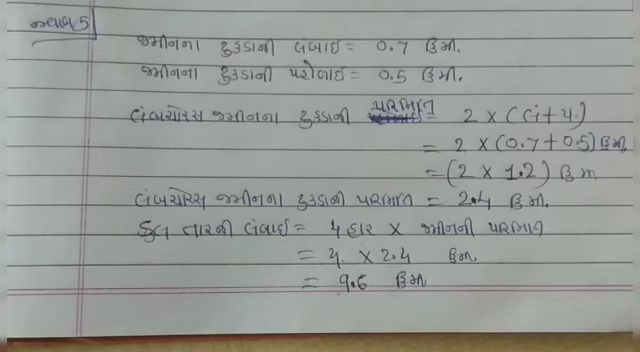 જવાબ-5
જમીનના ટુકડાની લંબાઈ = 0.7 કિમી.
જમીનના ટુકડાની પહોળાઈ = 0.5 કિમી.
લંબચોરસ જમીનના ટુકડાની પરિમિતિ = 2 × (લં + પ.)
= 2 × (0.7 + 0.5) કિમી
= (2 × 1.2) કિમી
લંબચોરસ જમીનના ટુકડાની પરિમિતિ = 2.4 કિમી.
કુલ તારની લંબાઈ = 4 હાર × જમીનની પરિમિતિ
= 4 × 2.4 કિમી
= 9.6 કિમી